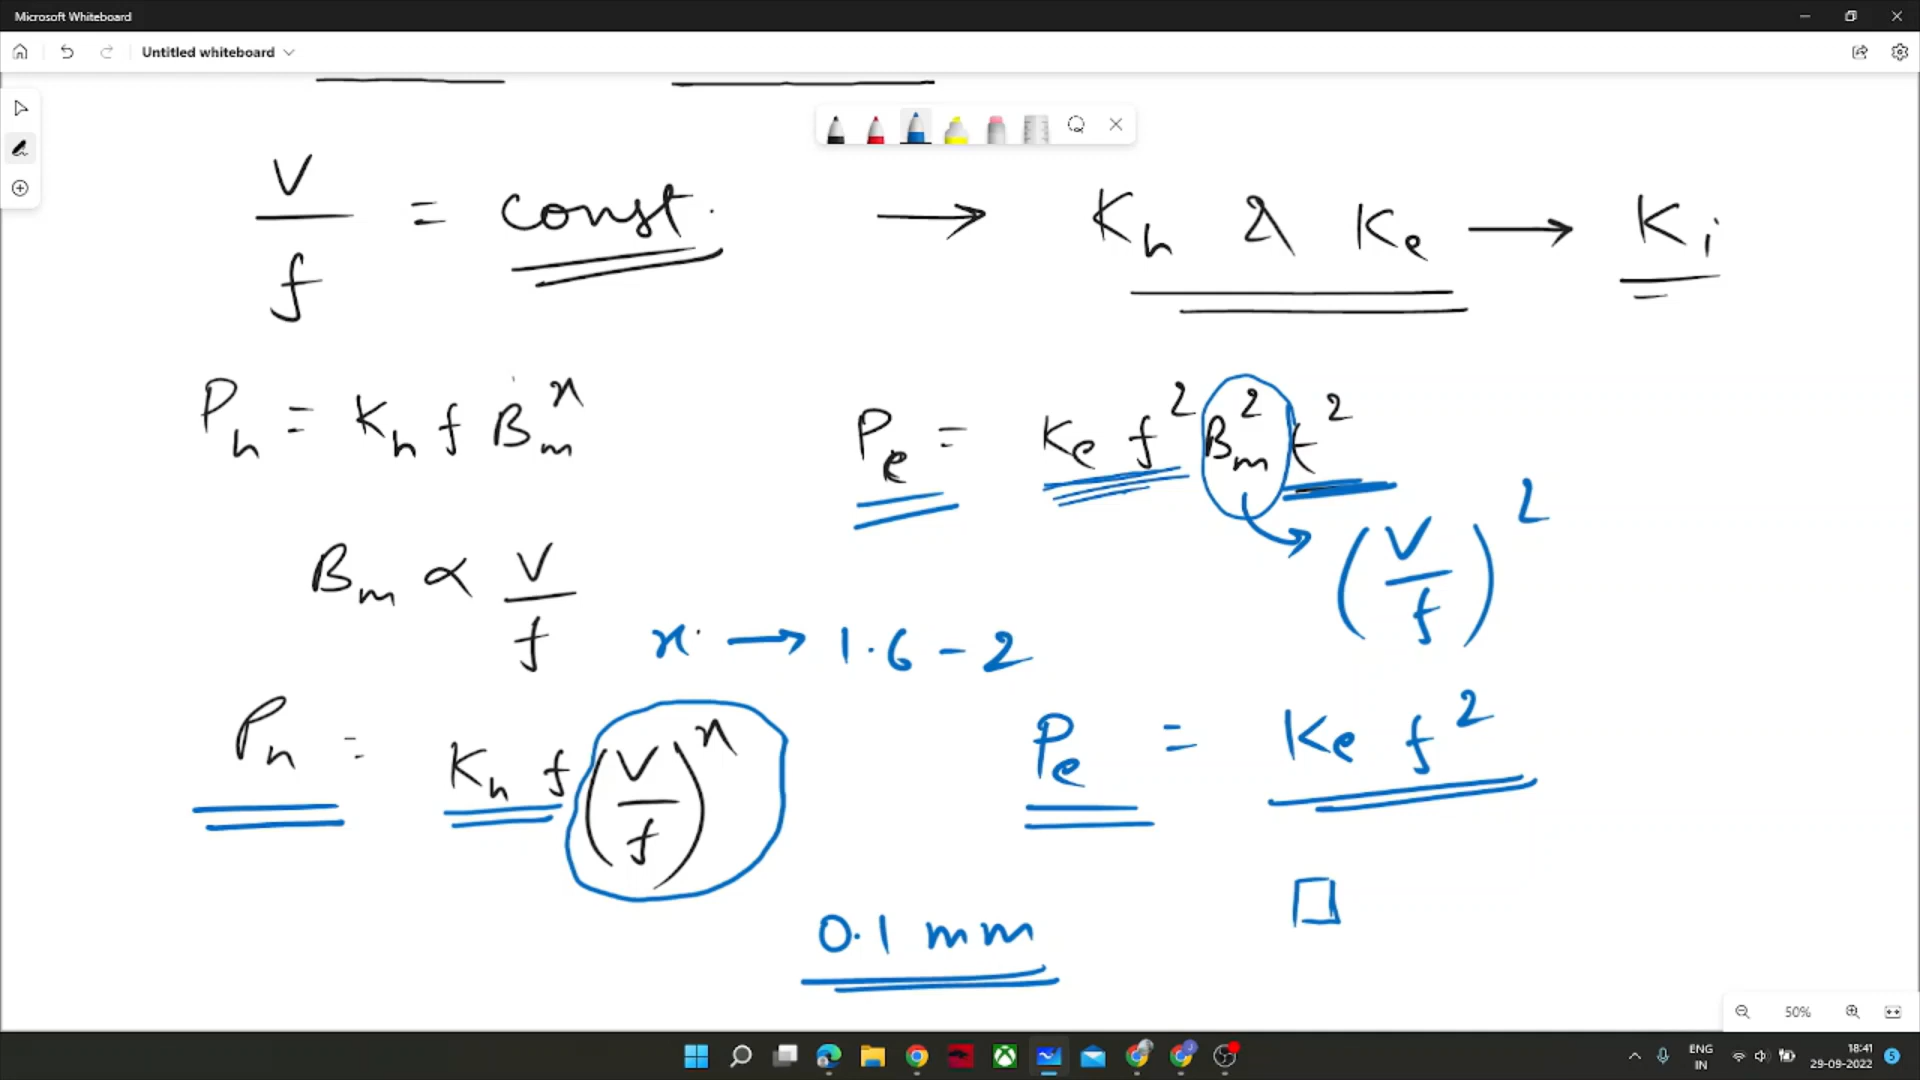 Microsoft Whiteboard
Untitled whiteboard
V/f = const. → Kh & Ke → Ki
Ph = Kh f Bm^x
Pe = Ke f^2 Bm^2 t^2
(V/f)^2
Bm ∝ V/f
x → 1.6 - 2
Ph = Kh f (V/f)^x
Pe = Ke f^2
0.1 mm
50%
ENG
IN
18:41
29-09-2022
5